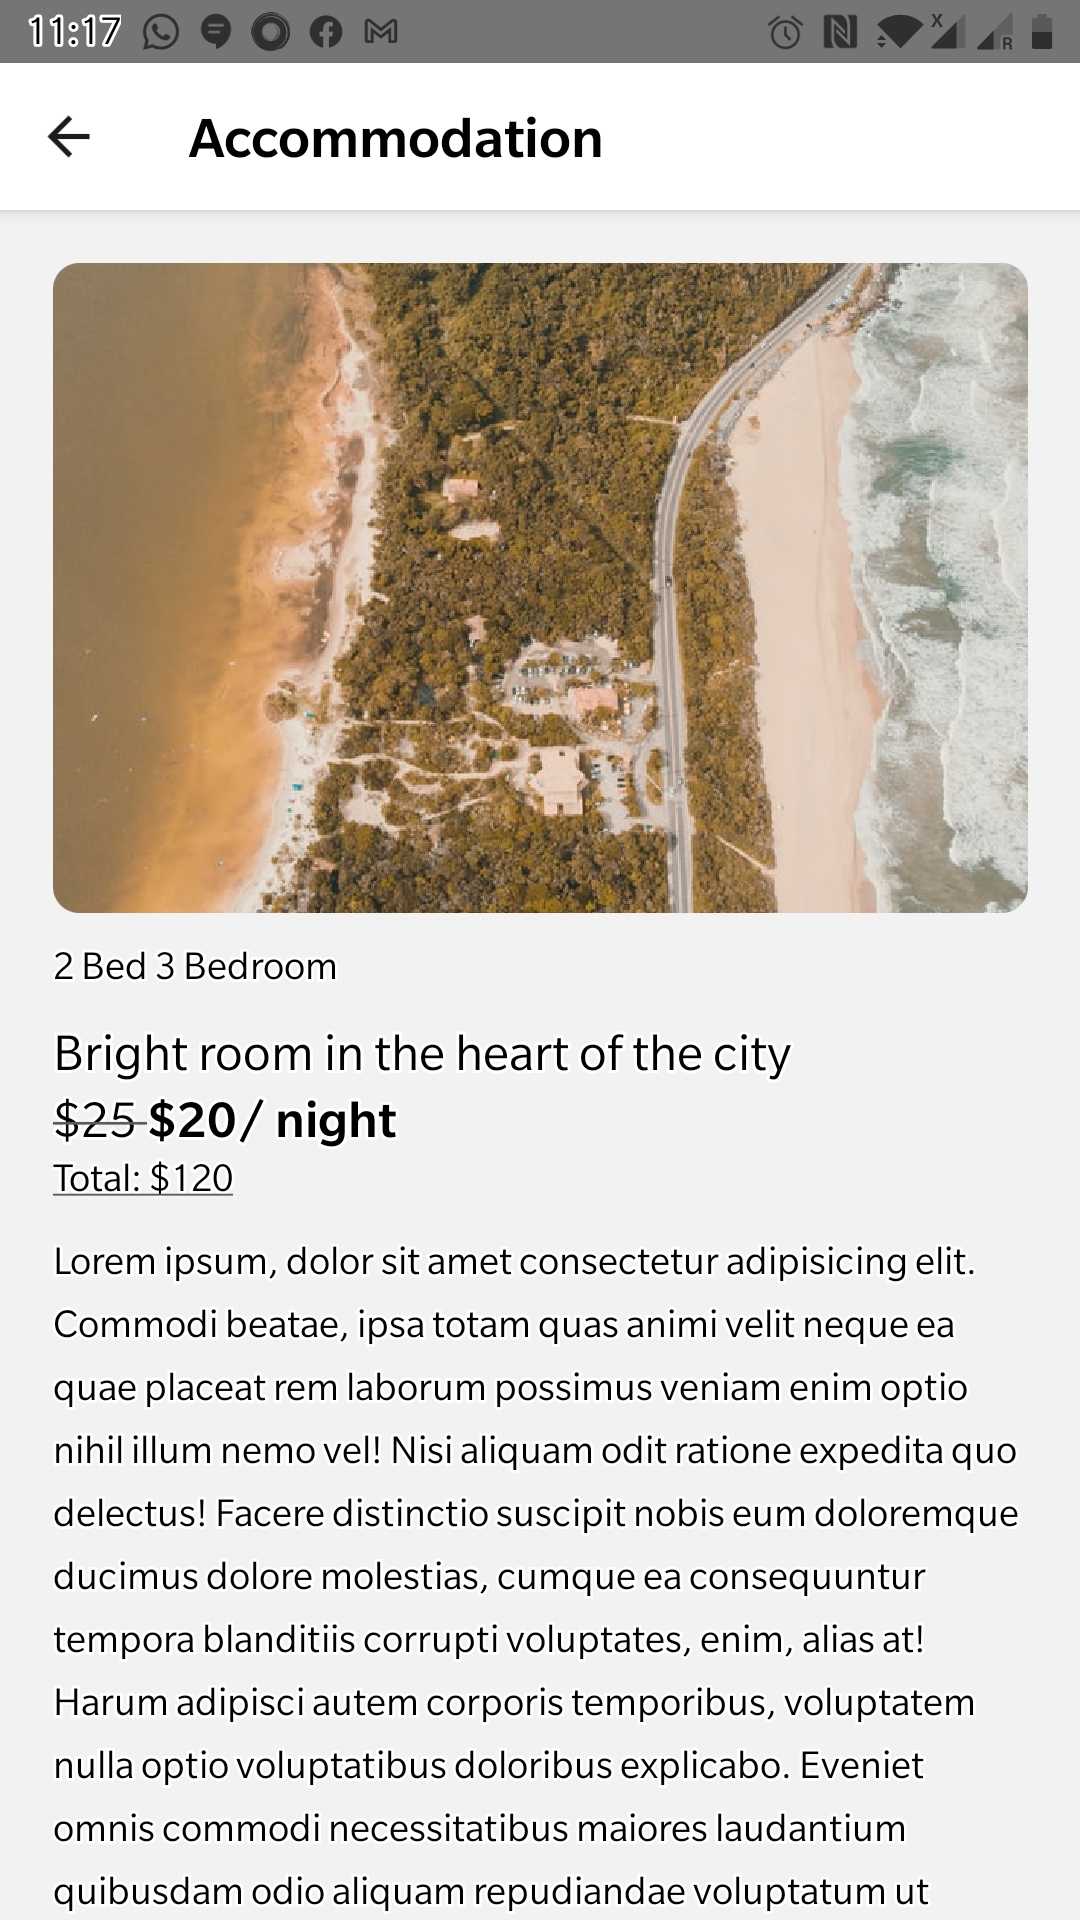 11:17
X
R
Accommodation
2 Bed 3 Bedroom
Bright room in the heart of the city
$25 $20/ night
Total: $120
Lorem ipsum, dolor sit amet consectetur adipisicing elit.
Commodi beatae, ipsa totam quas animi velit neque ea
quae placeat rem laborum possimus veniam enim optio
nihil illum nemo vel! Nisi aliquam odit ratione expedita quo
delectus! Facere distinctio suscipit nobis eum doloremque
ducimus dolore molestias, cumque ea consequuntur
tempora blanditiis corrupti voluptates, enim, alias at!
Harum adipisci autem corporis temporibus, voluptatem
nulla optio voluptatibus doloribus explicabo. Eveniet
omnis commodi necessitatibus maiores laudantium
quibusdam odio aliquam repudiandae voluptatum ut